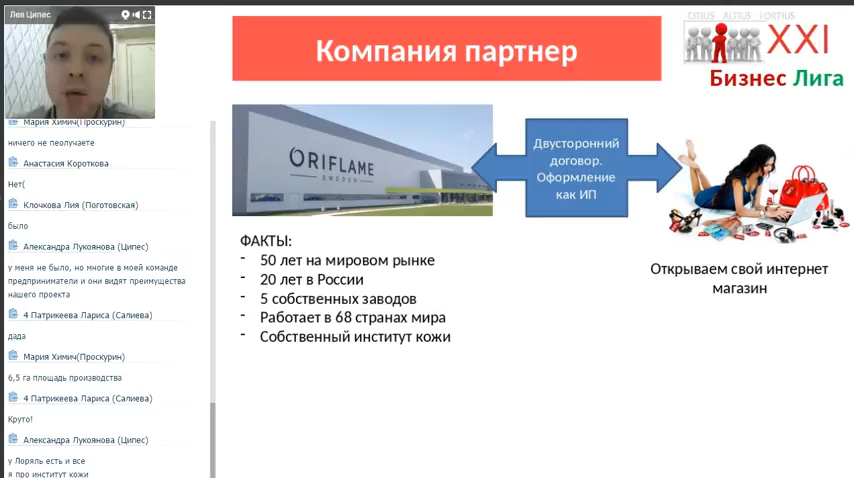 Лев Ципес
Мария Химич(Проскурин)
ничего не пеолучаете
Анастасия Короткова
Нет(
Клочкова Лия (Поготовская)
было
Александра Лукоянова (Ципес)
у меня не было, но многие в моей команде
предприниматели и они видят преимущества
нашего проекта
4 Патрикеева Лариса (Салиева)
дада
Мария Химич(Проскурин)
6,5 га площадь производства
4 Патрикеева Лариса (Салиева)
Круто!
Александра Лукоянова (Ципес)
у Лоряль есть и все
я про институт кожи
Компания партнер
CITIUS ALTIUS FORTIUS
XXI
Бизнес Лига
ORIFLAME
SWEDEN
Двусторонний
договор.
Оформление
как ИП
ФАКТЫ:
- 50 лет на мировом рынке
- 20 лет в России
- 5 собственных заводов
- Работает в 68 странах мира
- Собственный институт кожи
Открываем свой интернет
магазин